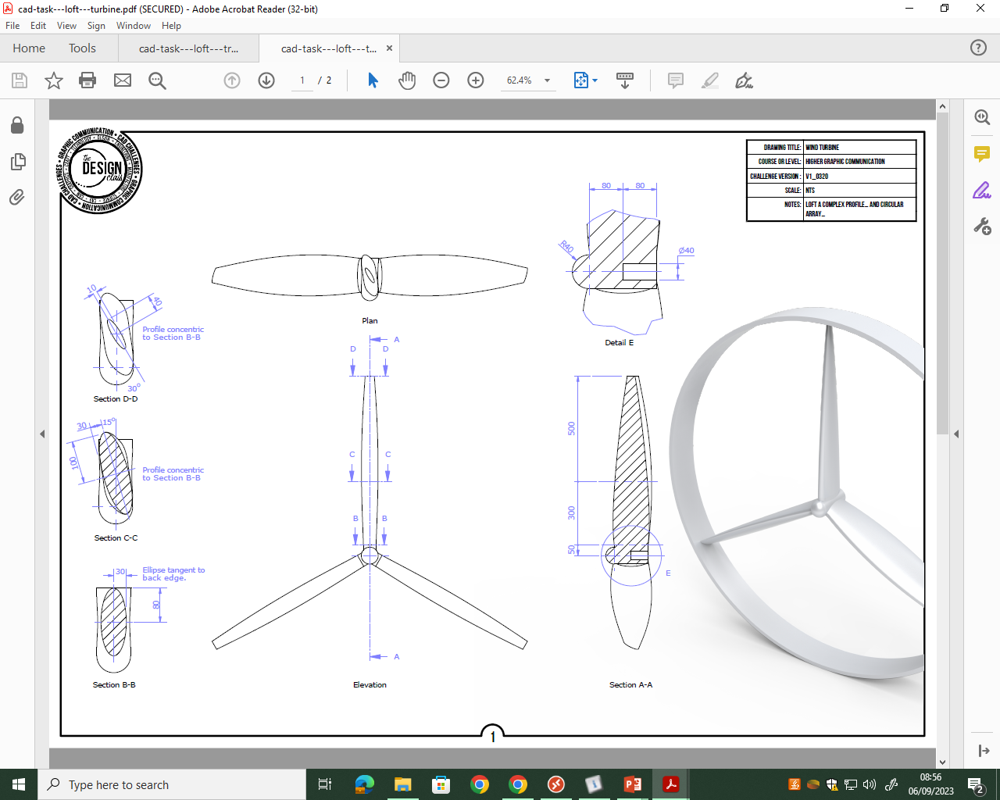 cad-task---loft---turbine.pdf (SECURED) - Adobe Acrobat Reader (32-bit)
File Edit View Sign Window Help
Home Tools cad-task---loft---tr... cad-task---loft---t...
1 / 2 62.4%
GRAPHIC COMMUNICATION • CAD CHALLENGES •
the
DESIGN
class
DRAWING TITLE: WIND TURBINE
COURSE OR LEVEL: HIGHER GRAPHIC COMMUNICATION
CHALLENGE VERSION : V1_0320
SCALE: NTS
NOTES: LOFT A COMPLEX PROFILE... AND CIRCULAR
ARRAY...
80 80
R40
Ø40
Detail E
Plan
10
40
Profile concentric
to Section B-B
30°
Section D-D
A
D D
C C
B B
A
Elevation
30 15°
100
Profile concentric
to Section B-B
Section C-C
30
Ellipse tangent to
back edge.
80
Section B-B
500
300
50
E
Section A-A
1
Type here to search
08:56
06/09/2023
2